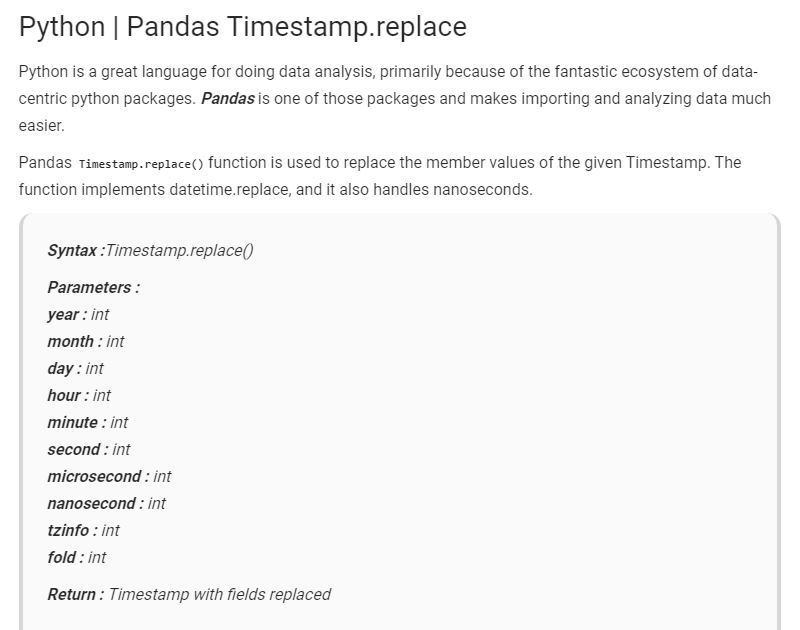 Python | Pandas Timestamp.replace
Python is a great language for doing data analysis, primarily because of the fantastic ecosystem of data-
centric python packages. Pandas is one of those packages and makes importing and analyzing data much
easier.
Pandas Timestamp.replace() function is used to replace the member values of the given Timestamp. The
function implements datetime.replace, and it also handles nanoseconds.
Syntax :Timestamp.replace()
Parameters :
year : int
month : int
day : int
hour : int
minute : int
second : int
microsecond : int
nanosecond : int
tzinfo : int
fold : int
Return : Timestamp with fields replaced